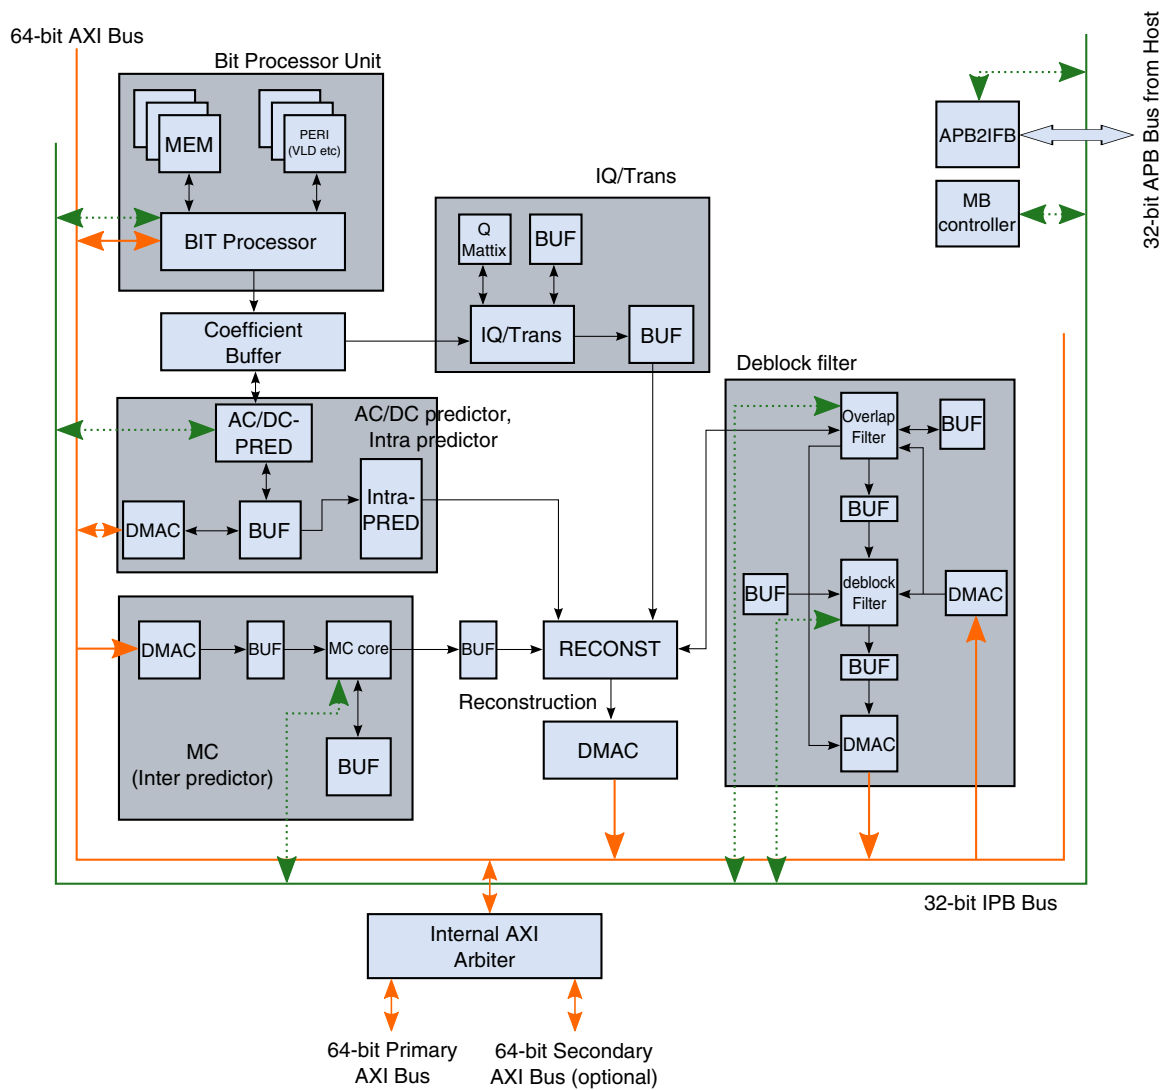 64-bit AXI Bus
Bit Processor Unit
MEM
PERI
(VLD etc)
BIT Processor
Coefficient
Buffer
IQ/Trans
Q
Mattix
BUF
IQ/Trans
BUF
APB2IFB
MB
controller
32-bit APB Bus from Host
AC/DC predictor,
Intra predictor
AC/DC-
PRED
DMAC
BUF
Intra-
PRED
Deblock filter
Overlap
Filter
BUF
BUF
BUF
deblock
Filter
DMAC
BUF
DMAC
DMAC
BUF
MC core
BUF
MC
(Inter predictor)
BUF
RECONST
Reconstruction
DMAC
32-bit IPB Bus
Internal AXI
Arbiter
64-bit Primary
AXI Bus
64-bit Secondary
AXI Bus (optional)